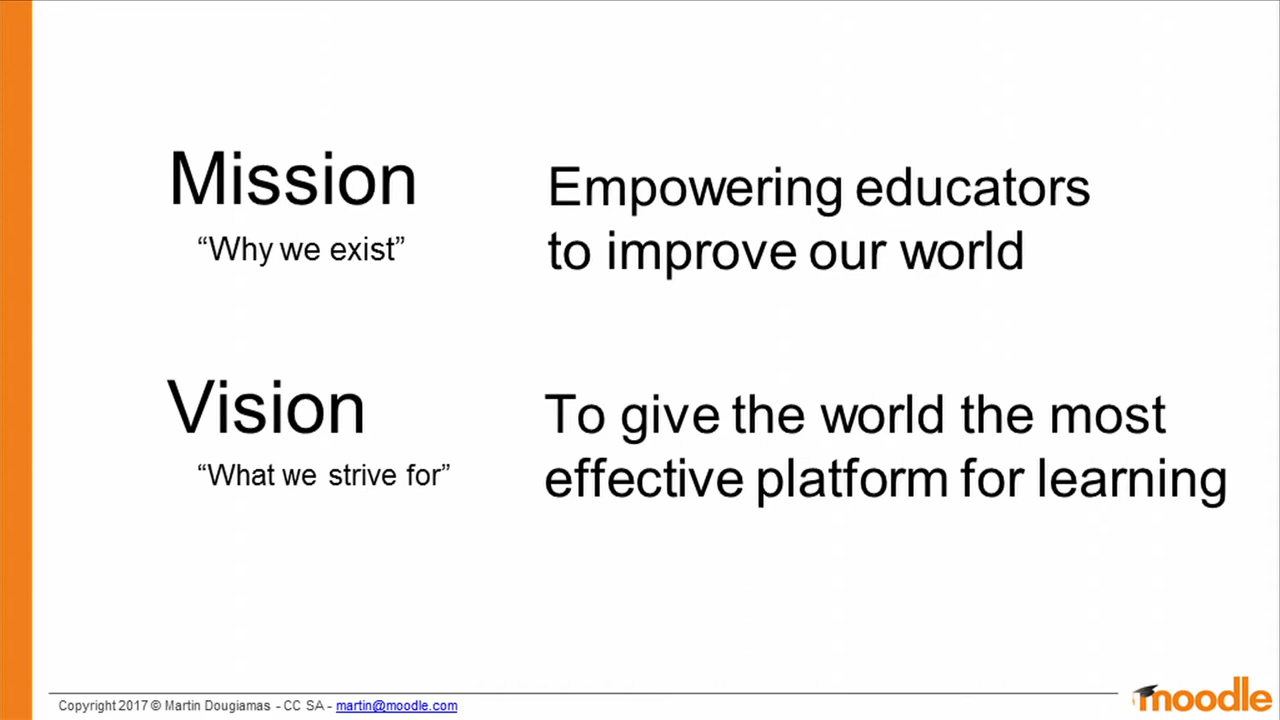 Mission
“Why we exist”
Empowering educators
to improve our world
Vision
“What we strive for”
To give the world the most
effective platform for learning
Copyright 2017 © Martin Dougiamas - CC SA - martin@moodle.com
moodle